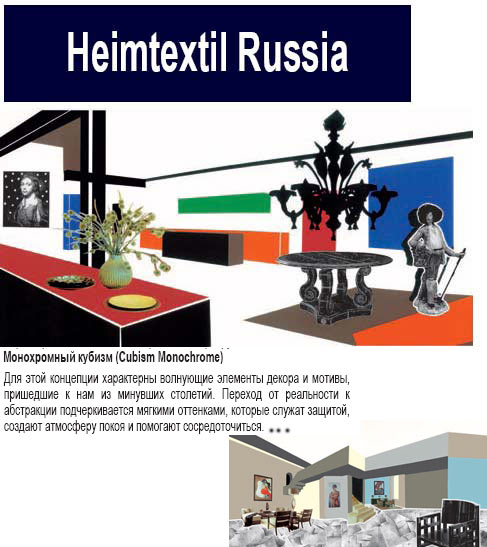 Heimtextil Russia
Монохромный кубизм (Cubism Monochrome)
Для этой концепции характерны волнующие элементы декора и мотивы,
пришедшие к нам из минувших столетий. Переход от реальности к
абстракции подчеркивается мягкими оттенками, которые служат защитой,
создают атмосферу покоя и помогают сосредоточиться.